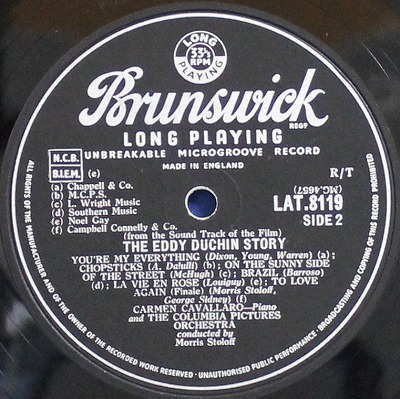 LONG
33⅓
RPM
PLAYING
Brunswick
REGD
LONG PLAYING
UNBREAKABLE MICROGROOVE RECORD
MADE IN ENGLAND
N.C.B.
B.I.E.M. (e)
R/T
(a) Chappell & Co.
(b) M.C.P.S.
(c) L. Wright Music
(d) Southern Music
(e) Noel Gay
(f) Campbell Connelly & Co.
LAT.8119
SIDE 2
(from the Sound Track of the Film)
THE EDDY DUCHIN STORY
YOU'RE MY EVERYTHING (Dixon, Young, Warren) (a) ;
CHOPSTICKS (A. Dahulli) (b) ; ON THE SUNNY SIDE
OF THE STREET (McHugh) (c) ; BRAZIL (Barroso)
(d) ; LA VIE EN ROSE (Louiguy) (e) ; TO LOVE
AGAIN (Finale) (Morris Stoloff,
George Sidney) (f)
CARMEN CAVALLARO—Piano
and THE COLUMBIA PICTURES
ORCHESTRA
conducted by
Morris Stoloff
ALL RIGHTS OF THE MANUFACTURER AND OF THE OWNER OF THE RECORDED WORK RESERVED · UNAUTHORISED PUBLIC PERFORMANCE · BROADCASTING AND COPYING OF THIS RECORD PROHIBITED